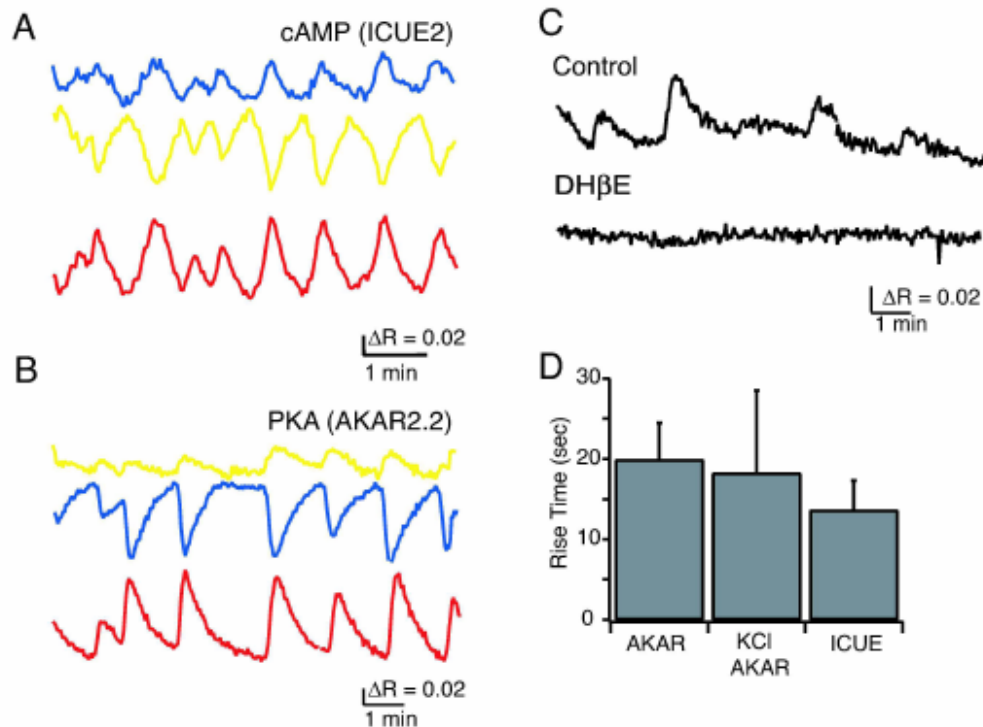 A
cAMP (ICUE2)
ΔR = 0.02
1 min
B
PKA (AKAR2.2)
ΔR = 0.02
1 min
C
Control
DHβE
ΔR = 0.02
1 min
D
Rise Time (sec)
30
20
10
0
AKAR
KCl
AKAR
ICUE